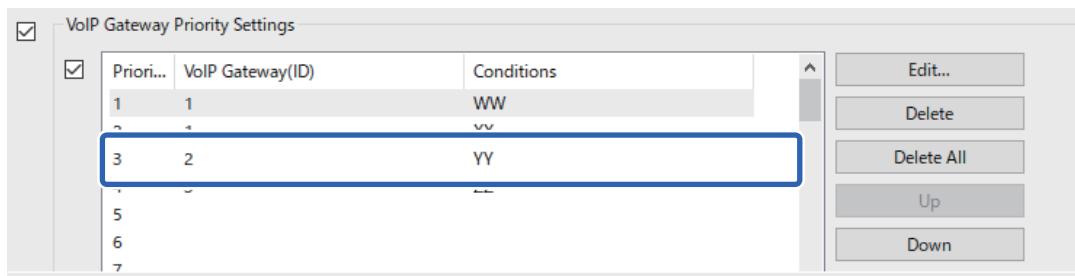 VoIP Gateway Priority Settings
Priori... VoIP Gateway(ID) Conditions
1 1 WW
3 2 YY
5
6
7
Edit...
Delete
Delete All
Up
Down